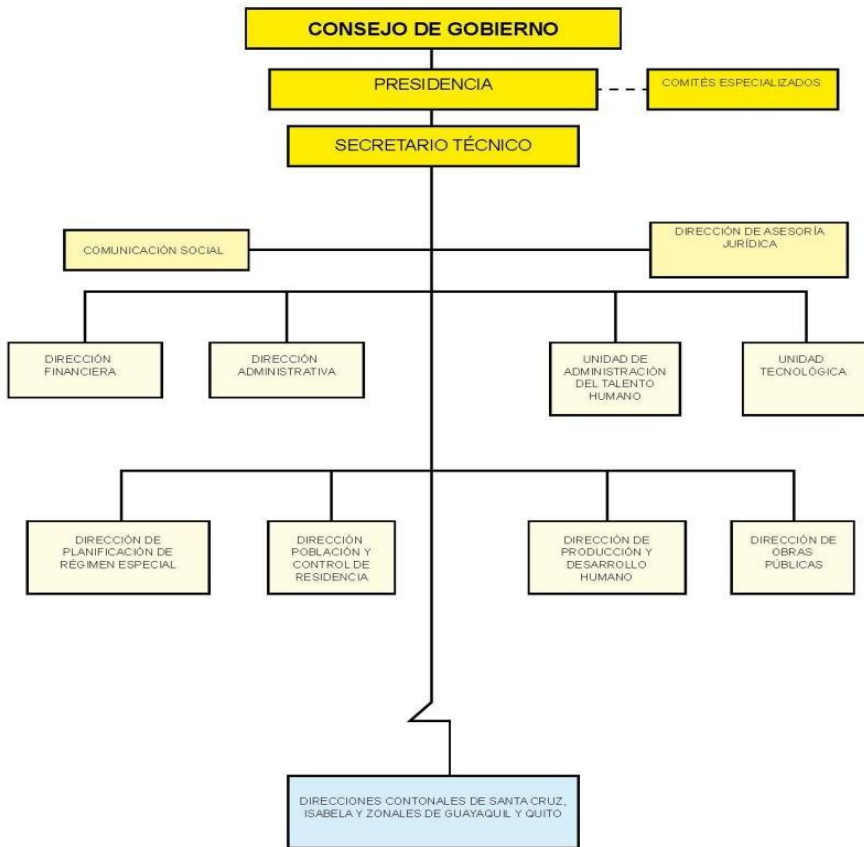 CONSEJO DE GOBIERNO
PRESIDENCIA
COMITÉS ESPECIALIZADOS
SECRETARIO TÉCNICO
COMUNICACIÓN SOCIAL
DIRECCIÓN DE ASESORÍA
JURÍDICA
DIRECCIÓN
FINANCIERA
DIRECCIÓN
ADMINISTRATIVA
UNIDAD DE
ADMINISTRACIÓN
DEL TALENTO
HUMANO
UNIDAD
TECNOLÓGICA
DIRECCIÓN DE
PLANIFICACIÓN DE
RÉGIMEN ESPECIAL
DIRECCIÓN
POBLACIÓN Y
CONTROL DE
RESIDENCIA
DIRECCIÓN DE
PRODUCCIÓN Y
DESARROLLO
HUMANO
DIRECCIÓN DE
OBRAS
PÚBLICAS
DIRECCIONES CONTONALES DE SANTA CRUZ,
ISABELA Y ZONALES DE GUAYAQUIL Y QUITO